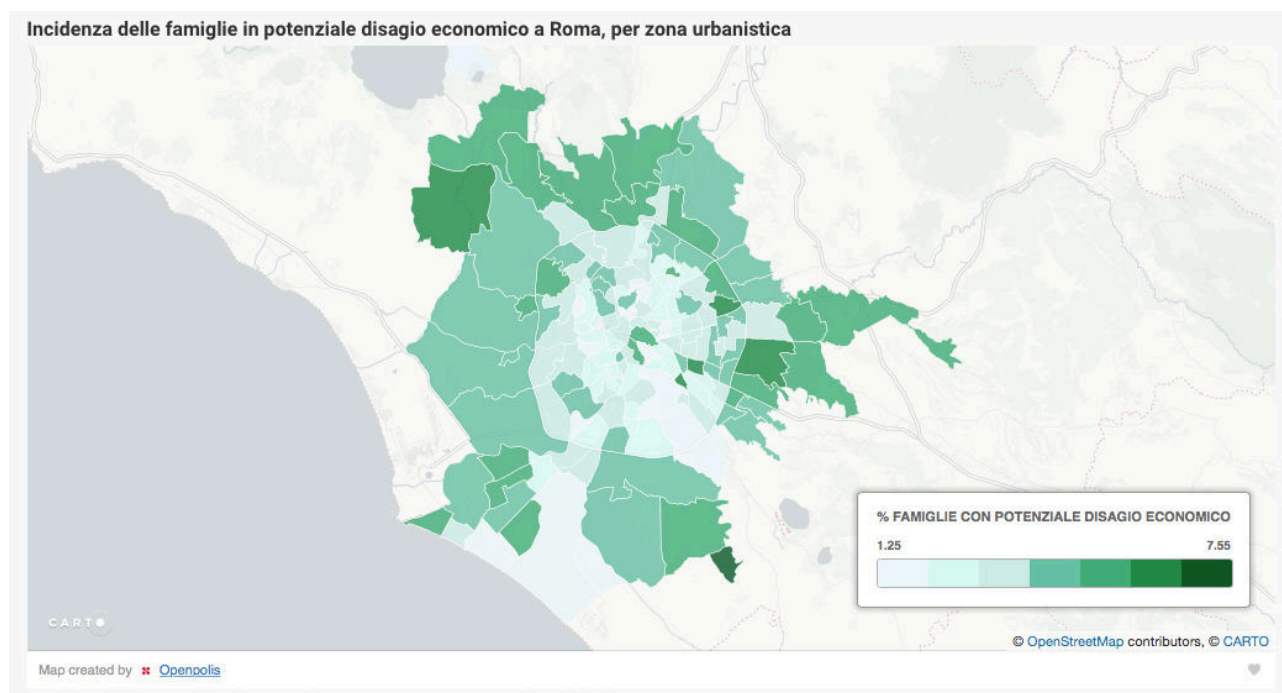 Incidenza delle famiglie in potenziale disagio economico a Roma, per zona urbanistica
% FAMIGLIE CON POTENZIALE DISAGIO ECONOMICO
1.25 7.55
CARTO
© OpenStreetMap contributors, © CARTO
Map created by Openpolis